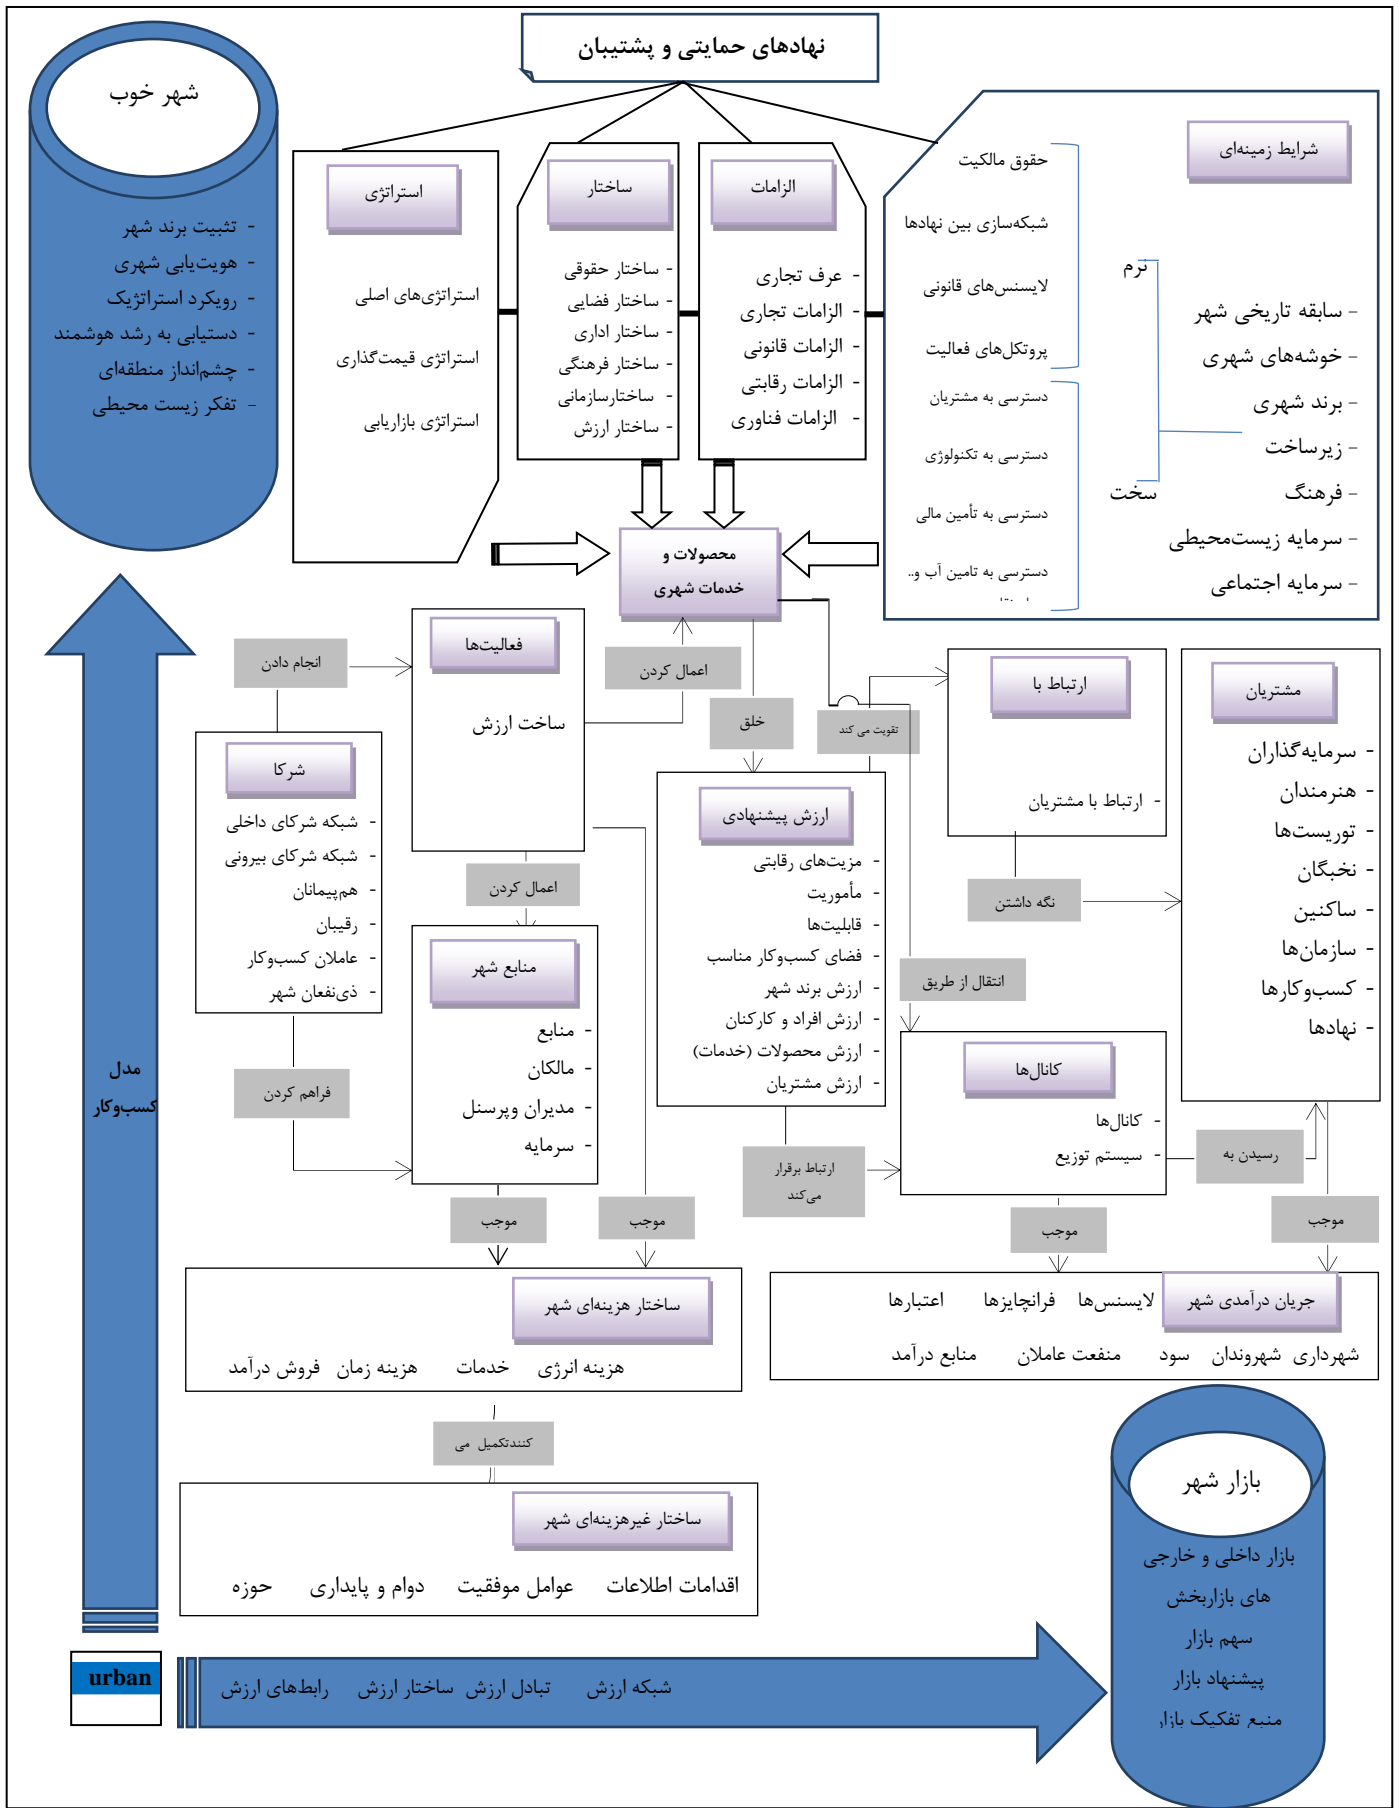 نهادهای حمایتی و پشتیبان
شهر خوب
- تثبیت برند شهر
- هویت‌یابی شهری
- رویکرد استراتژیک
- دستیابی به رشد هوشمند
- چشم‌انداز منطقه‌ای
- تفکر زیست محیطی
شرایط زمینه‌ای
- سابقه تاریخی شهر
- خوشه‌های شهری
- برند شهری
- زیرساخت
- فرهنگ
- سرمایه زیست‌محیطی
- سرمایه اجتماعی
نرم
سخت
حقوق مالکیت
شبکه‌سازی بین نهادها
لایسنس‌های قانونی
پروتکل‌های فعالیت
دسترسی به مشتریان
دسترسی به تکنولوژی
دسترسی به تأمین مالی
دسترسی به تامین آب و..
الزامات
- عرف تجاری
- الزامات تجاری
- الزامات قانونی
- الزامات رقابتی
- الزامات فناوری
ساختار
- ساختار حقوقی
- ساختار فضایی
- ساختار اداری
- ساختار فرهنگی
- ساختارسازمانی
- ساختار ارزش
استراتژی
استراتژی‌های اصلی
استراتژی قیمت‌گذاری
استراتژی بازاریابی
محصولات و
خدمات شهری
مشتریان
- سرمایه‌گذاران
- هنرمندان
- توریست‌ها
- نخبگان
- ساکنین
- سازمان‌ها
- کسب‌وکارها
- نهادها
ارتباط با
- ارتباط با مشتریان
تقویت می کند
خلق
اعمال کردن
فعالیت‌ها
ساخت ارزش
انجام دادن
شرکا
- شبکه شرکای داخلی
- شبکه شرکای بیرونی
- هم‌پیمانان
- رقیبان
- عاملان کسب‌وکار
- ذی‌نفعان شهر
ارزش پیشنهادی
- مزیت‌های رقابتی
- مأموریت
- قابلیت‌ها
- فضای کسب‌وکار مناسب
- ارزش برند شهر
- ارزش افراد و کارکنان
- ارزش محصولات (خدمات)
- ارزش مشتریان
نگه داشتن
اعمال کردن
انتقال از طریق
منابع شهر
- منابع
- مالکان
- مدیران وپرسنل
- سرمایه
فراهم کردن
کانال‌ها
- کانال‌ها
- سیستم توزیع
رسیدن به
ارتباط برقرار
می‌کند
مدل
کسب‌وکار
موجب
موجب
موجب
موجب
جریان درآمدی شهر
لایسنس‌ها فرانچایزها اعتبارها
شهرداری شهروندان سود منفعت عاملان منابع درآمد
ساختار هزینه‌ای شهر
هزینه انرژی خدمات هزینه زمان فروش درآمد
کنندتکمیل می
ساختار غیرهزینه‌ای شهر
اقدامات اطلاعات عوامل موفقیت دوام و پایداری حوزه
بازار شهر
بازار داخلی و خارجی
های بازاربخش
سهم بازار
پیشنهاد بازار
منبع تفکیک بازار
urban
شبکه ارزش تبادل ارزش ساختار ارزش رابط‌های ارزش